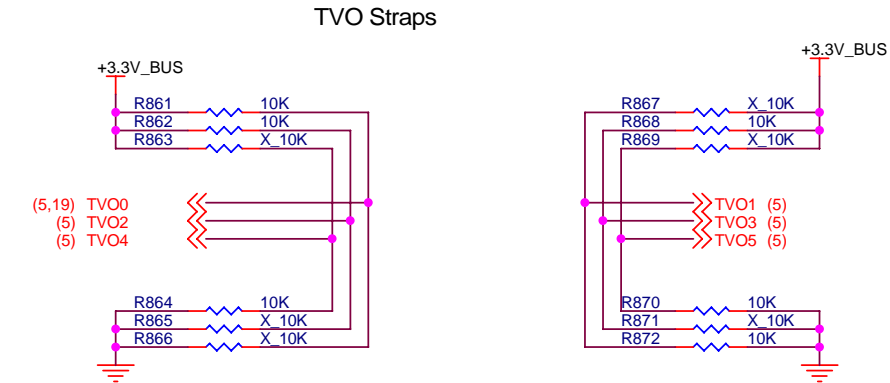 TVO Straps
+3.3V_BUS
R861 10K
R862 10K
R863 X_10K
(5,19) TVO0
(5) TVO2
(5) TVO4
R864 10K
R865 X_10K
R866 X_10K
+3.3V_BUS
R867 X_10K
R868 10K
R869 X_10K
TVO1 (5)
TVO3 (5)
TVO5 (5)
R870 10K
R871 X_10K
R872 10K